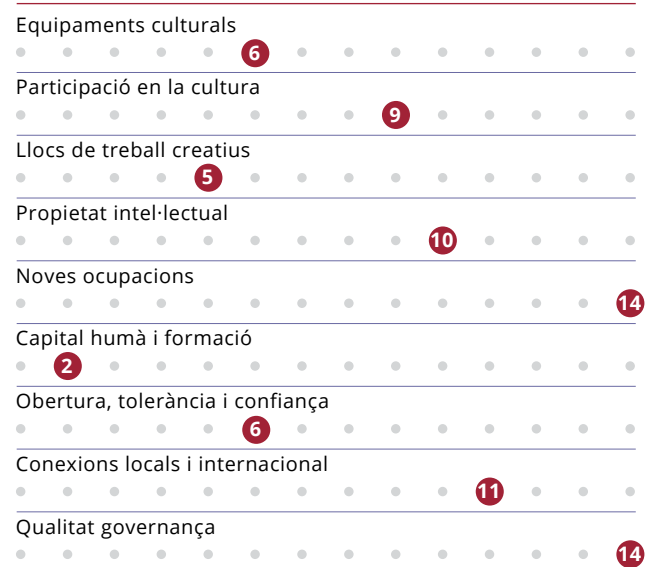 Equipaments culturals
6
Participació en la cultura
9
Llocs de treball creatius
5
Propietat intel·lectual
10
Noves ocupacions
14
Capital humà i formació
2
Obertura, tolerància i confiança
6
Conexions locals i internacional
11
Qualitat governança
14